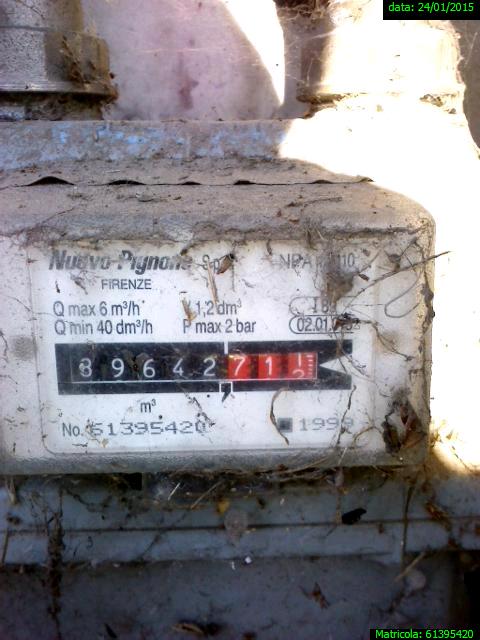 data: 24/01/2015
Nuovo Pignone
FIRENZE
Q max 6 m³/h
1,2 dm³
Q min 40 dm³/h
P max 2 bar
89642711
m³
No. 61395420
1999
Matricola: 61395420